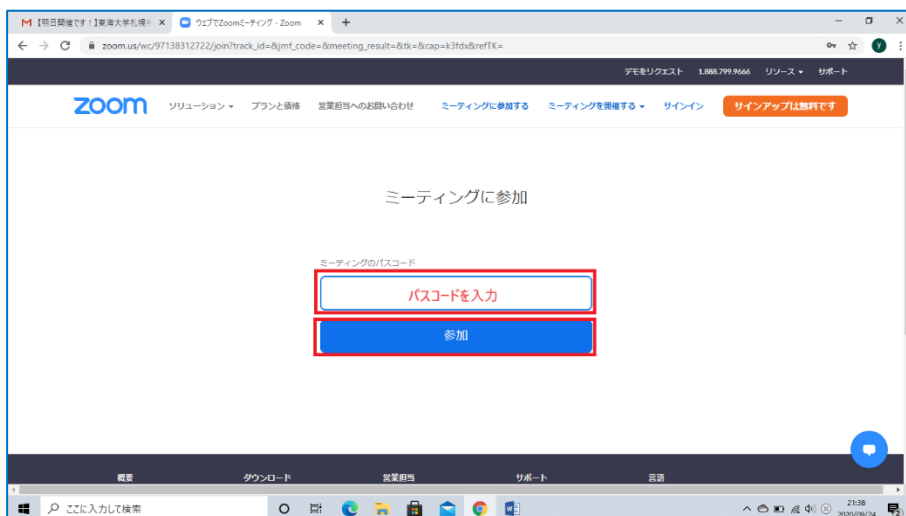 【明日開催です！】東海大学札幌キ
ウェブでZoomミーティング - Zoom
zoom.us/wc/97138312722/join?track_id=&jmf_code=&meeting_result=&tk=&cap=k3fdx&refTK=
y
デモをリクエスト 1.888.799.9666 リソース サポート
zoom ソリューション プランと価格 営業担当へのお問い合わせ ミーティングに参加する ミーティングを開催する サインイン サインアップは無料です
ミーティングに参加
ミーティングのパスコード
パスコードを入力
参加
概要 ダウンロード 営業担当 サポート 言語
ここに入力して検索
21:38
2020/09/24
2